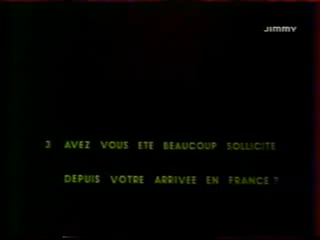 JIMMY
3 AVEZ VOUS ETE BEAUCOUP SOLLICITE
DEPUIS VOTRE ARRIVEE EN FRANCE ?